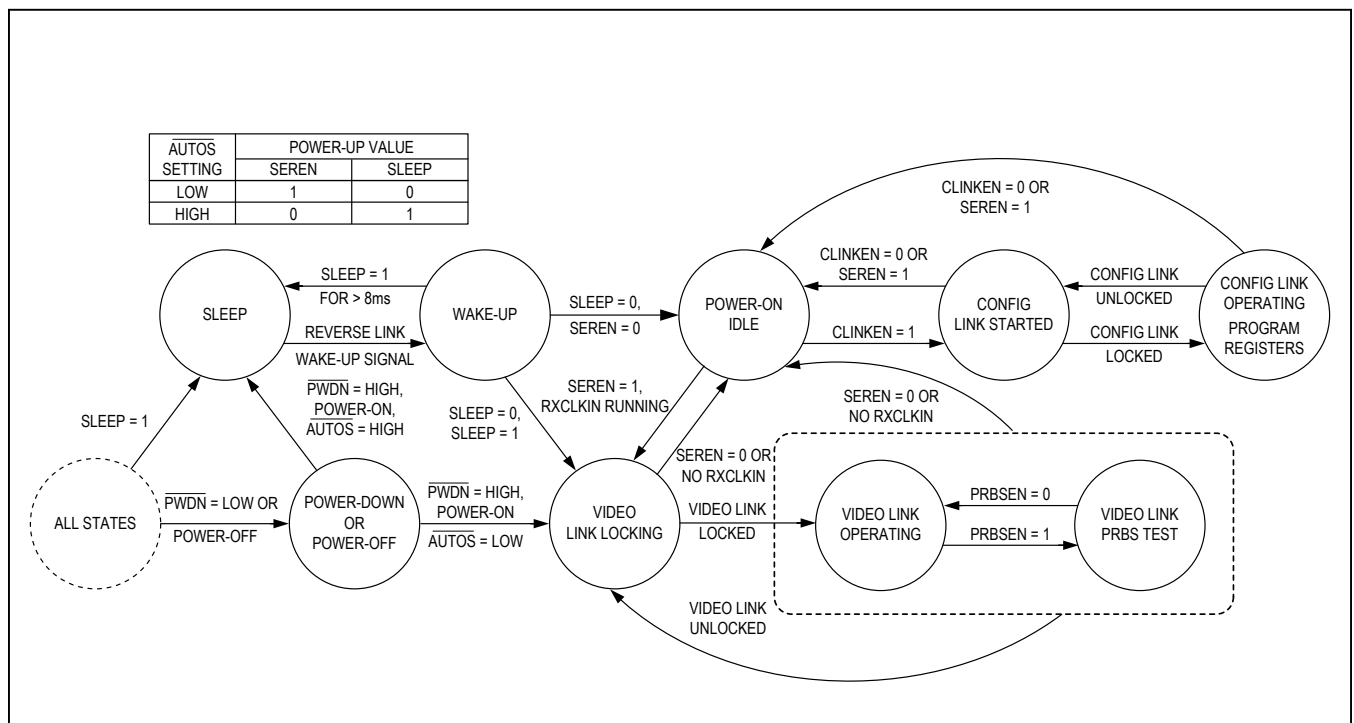 AUTOS
SETTING
POWER-UP VALUE
SEREN
SLEEP
LOW
1
0
HIGH
0
1
CLINKEN = 0 OR
SEREN = 1
SLEEP
SLEEP = 1
FOR > 8ms
REVERSE LINK
WAKE-UP SIGNAL
WAKE-UP
SLEEP = 0,
SEREN = 0
POWER-ON
IDLE
CLINKEN = 0 OR
SEREN = 1
CLINKEN = 1
CONFIG
LINK STARTED
CONFIG LINK
UNLOCKED
CONFIG LINK
LOCKED
CONFIG LINK
OPERATING
PROGRAM
REGISTERS
SLEEP = 1
PWDN = HIGH,
POWER-ON,
AUTOS = HIGH
SLEEP = 0,
SLEEP = 1
SEREN = 1,
RXCLKIN RUNNING
SEREN = 0 OR
NO RXCLKIN
SEREN = 0 OR
NO RXCLKIN
ALL STATES
PWDN = LOW OR
POWER-OFF
POWER-DOWN
OR
POWER-OFF
PWDN = HIGH,
POWER-ON
AUTOS = LOW
VIDEO
LINK LOCKING
VIDEO LINK
LOCKED
VIDEO LINK
OPERATING
PRBSEN = 0
PRBSEN = 1
VIDEO LINK
PRBS TEST
VIDEO LINK
UNLOCKED